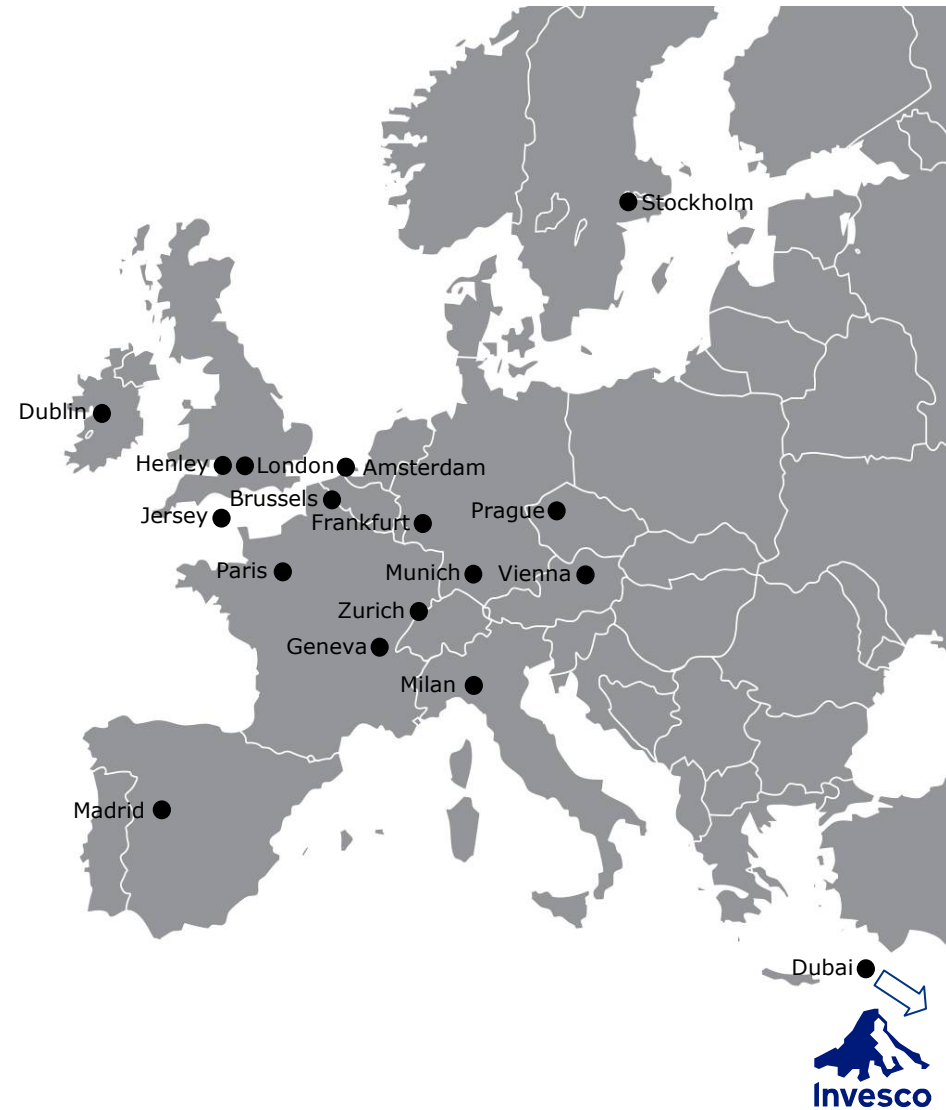 Stockholm
Dublin
Henley
London
Amsterdam
Brussels
Jersey
Frankfurt
Prague
Paris
Munich
Vienna
Zurich
Geneva
Milan
Madrid
Dubai
Invesco